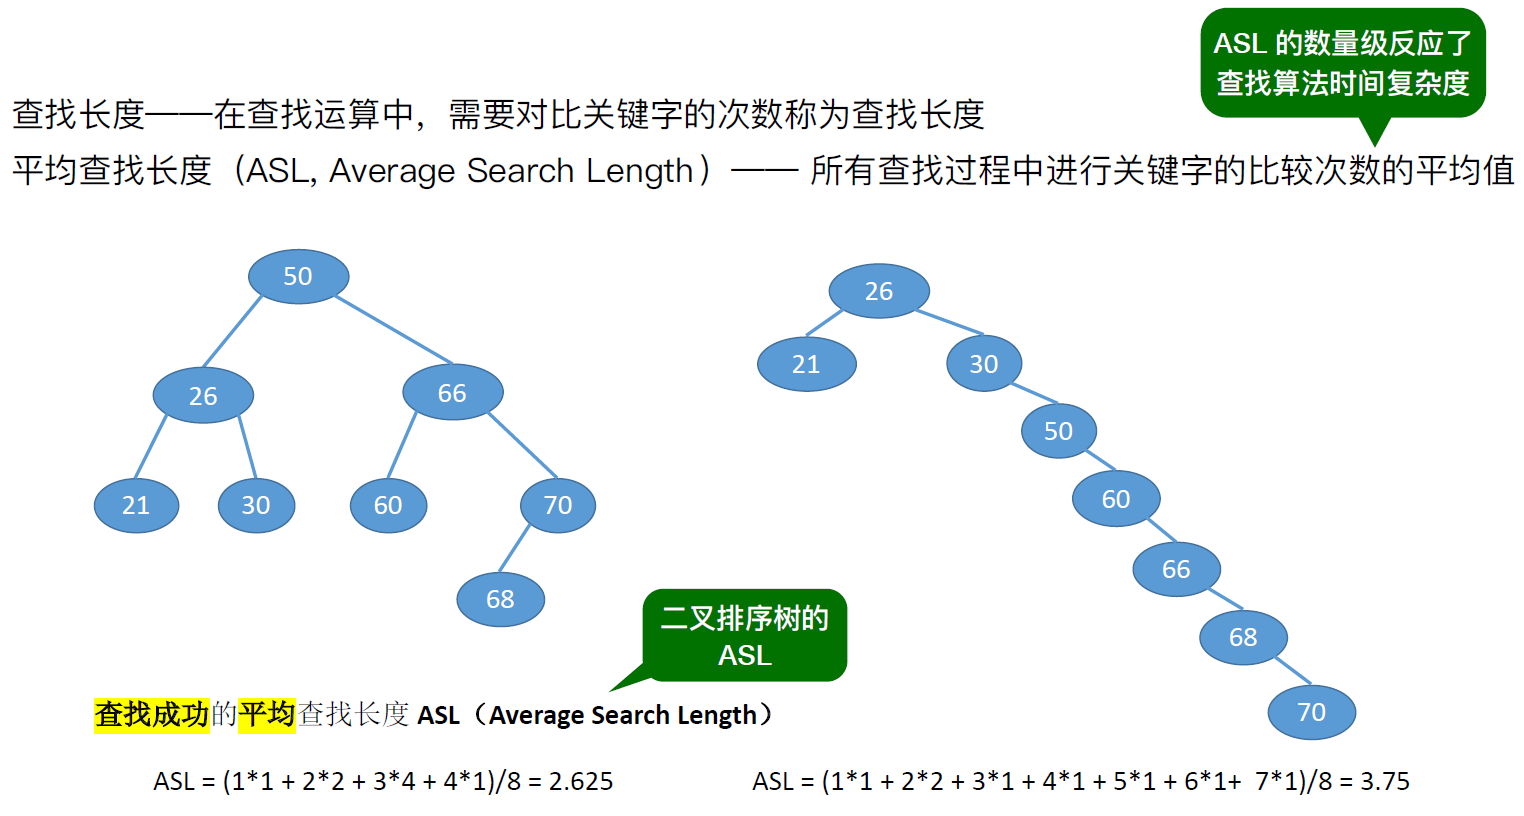 ASL 的数量级反应了
查找算法时间复杂度
查找长度——在查找运算中，需要对比关键字的次数称为查找长度
平均查找长度（ASL, Average Search Length）—— 所有查找过程中进行关键字的比较次数的平均值
50
26
66
21
30
60
70
68
26
21
30
50
60
66
68
70
二叉排序树的
ASL
查找成功的平均查找长度 ASL（Average Search Length）
ASL = (1*1 + 2*2 + 3*4 + 4*1)/8 = 2.625
ASL = (1*1 + 2*2 + 3*1 + 4*1 + 5*1 + 6*1+ 7*1)/8 = 3.75